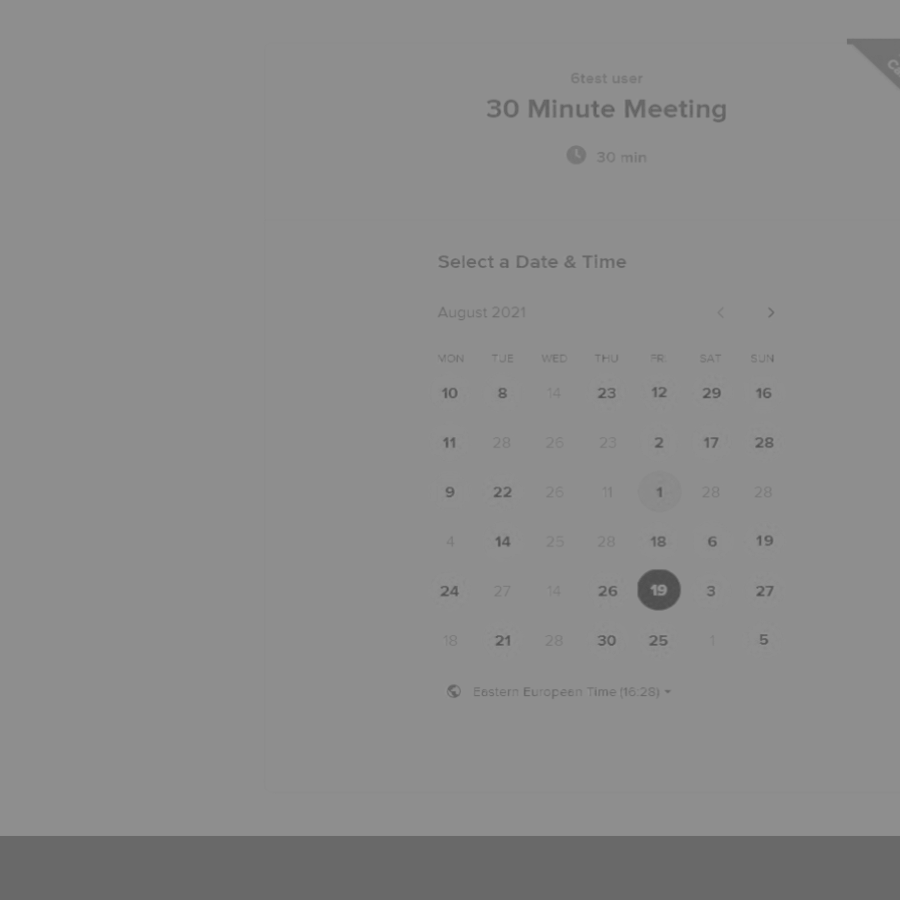 6test user
30 Minute Meeting
30 min
Select a Date & Time
August 2021
MON TUE WED THU FRI SAT SUN
10 8 14 23 12 29 16
11 28 26 23 2 17 28
9 22 26 11 1 28 28
4 14 25 28 18 6 19
24 27 14 26 19 3 27
18 21 28 30 25 1 5
Eastern European Time (16:28)